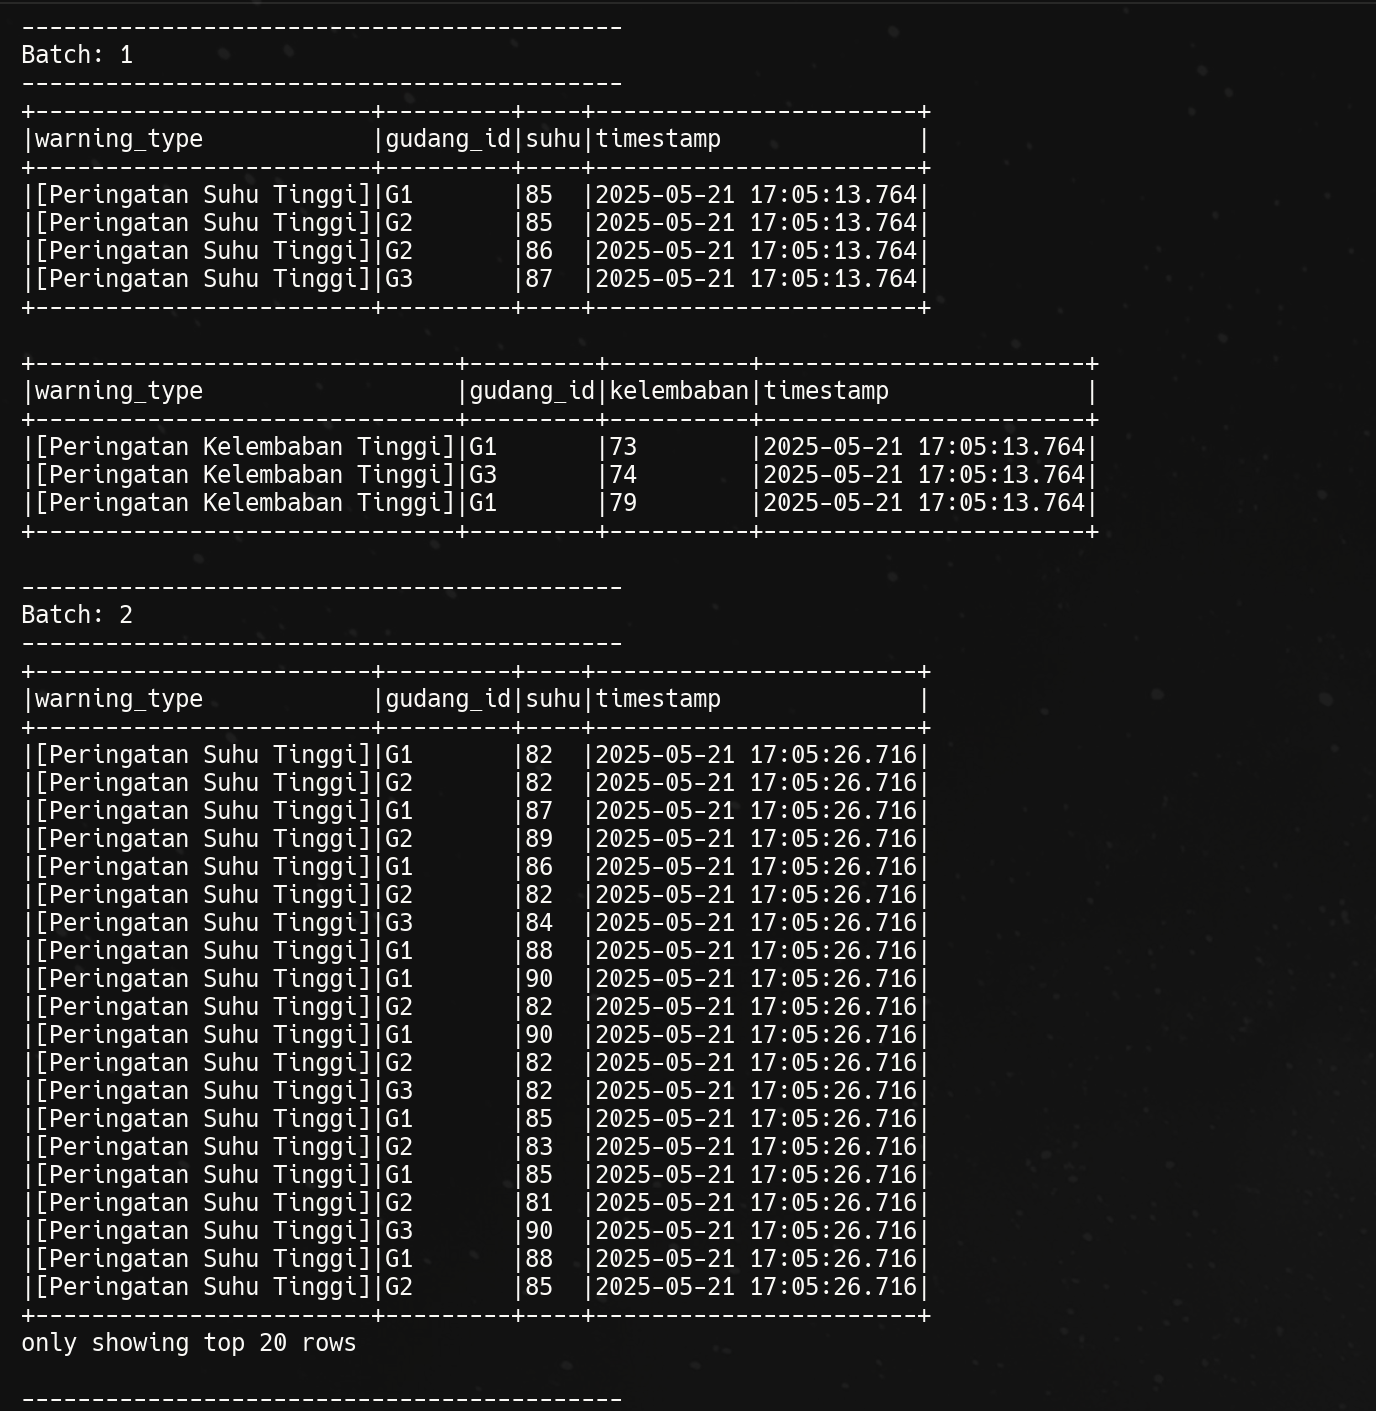 -------------------------------------------
Batch: 1
-------------------------------------------
+------------------------+---------+----+-----------------------+
|warning_type            |gudang_id|suhu|timestamp              |
+------------------------+---------+----+-----------------------+
|[Peringatan Suhu Tinggi]|G1       |85  |2025-05-21 17:05:13.764|
|[Peringatan Suhu Tinggi]|G2       |85  |2025-05-21 17:05:13.764|
|[Peringatan Suhu Tinggi]|G2       |86  |2025-05-21 17:05:13.764|
|[Peringatan Suhu Tinggi]|G3       |87  |2025-05-21 17:05:13.764|
+------------------------+---------+----+-----------------------+

+------------------------------+---------+----------+-----------------------+
|warning_type                  |gudang_id|kelembaban|timestamp              |
+------------------------------+---------+----------+-----------------------+
|[Peringatan Kelembaban Tinggi]|G1       |73        |2025-05-21 17:05:13.764|
|[Peringatan Kelembaban Tinggi]|G3       |74        |2025-05-21 17:05:13.764|
|[Peringatan Kelembaban Tinggi]|G1       |79        |2025-05-21 17:05:13.764|
+------------------------------+---------+----------+-----------------------+

-------------------------------------------
Batch: 2
-------------------------------------------
+------------------------+---------+----+-----------------------+
|warning_type            |gudang_id|suhu|timestamp              |
+------------------------+---------+----+-----------------------+
|[Peringatan Suhu Tinggi]|G1       |82  |2025-05-21 17:05:26.716|
|[Peringatan Suhu Tinggi]|G2       |82  |2025-05-21 17:05:26.716|
|[Peringatan Suhu Tinggi]|G1       |87  |2025-05-21 17:05:26.716|
|[Peringatan Suhu Tinggi]|G2       |89  |2025-05-21 17:05:26.716|
|[Peringatan Suhu Tinggi]|G1       |86  |2025-05-21 17:05:26.716|
|[Peringatan Suhu Tinggi]|G2       |82  |2025-05-21 17:05:26.716|
|[Peringatan Suhu Tinggi]|G3       |84  |2025-05-21 17:05:26.716|
|[Peringatan Suhu Tinggi]|G1       |88  |2025-05-21 17:05:26.716|
|[Peringatan Suhu Tinggi]|G1       |90  |2025-05-21 17:05:26.716|
|[Peringatan Suhu Tinggi]|G2       |82  |2025-05-21 17:05:26.716|
|[Peringatan Suhu Tinggi]|G1       |90  |2025-05-21 17:05:26.716|
|[Peringatan Suhu Tinggi]|G2       |82  |2025-05-21 17:05:26.716|
|[Peringatan Suhu Tinggi]|G3       |82  |2025-05-21 17:05:26.716|
|[Peringatan Suhu Tinggi]|G1       |85  |2025-05-21 17:05:26.716|
|[Peringatan Suhu Tinggi]|G2       |83  |2025-05-21 17:05:26.716|
|[Peringatan Suhu Tinggi]|G1       |85  |2025-05-21 17:05:26.716|
|[Peringatan Suhu Tinggi]|G2       |81  |2025-05-21 17:05:26.716|
|[Peringatan Suhu Tinggi]|G3       |90  |2025-05-21 17:05:26.716|
|[Peringatan Suhu Tinggi]|G1       |88  |2025-05-21 17:05:26.716|
|[Peringatan Suhu Tinggi]|G2       |85  |2025-05-21 17:05:26.716|
+------------------------+---------+----+-----------------------+
only showing top 20 rows

-------------------------------------------